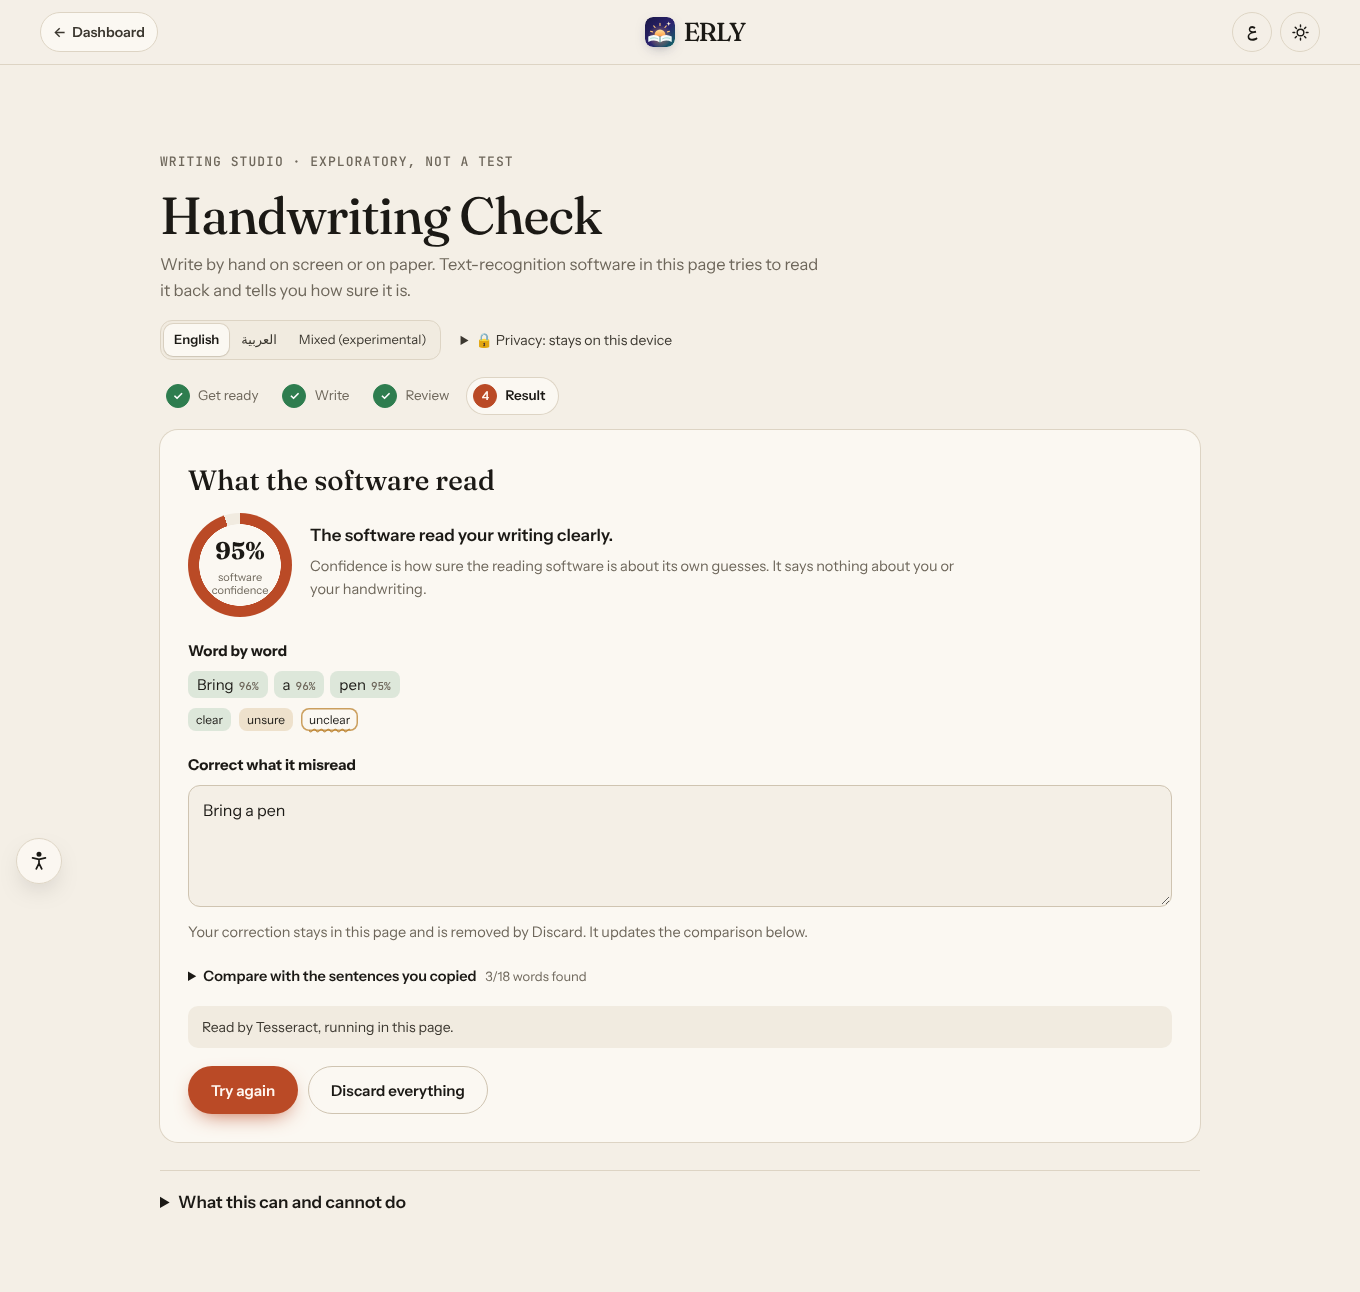 ← Dashboard
ERLY
ع
WRITING STUDIO · EXPLORATORY, NOT A TEST
Handwriting Check
Write by hand on screen or on paper. Text-recognition software in this page tries to read
it back and tells you how sure it is.
English العربية Mixed (experimental)
Privacy: stays on this device
Get ready Write Review 4 Result
What the software read
95%
software
confidence
The software read your writing clearly.
Confidence is how sure the reading software is about its own guesses. It says nothing about you or
your handwriting.
Word by word
Bring 96% a 96% pen 95%
clear unsure unclear
Correct what it misread
Bring a pen
Your correction stays in this page and is removed by Discard. It updates the comparison below.
Compare with the sentences you copied 3/18 words found
Read by Tesseract, running in this page.
Try again Discard everything
What this can and cannot do